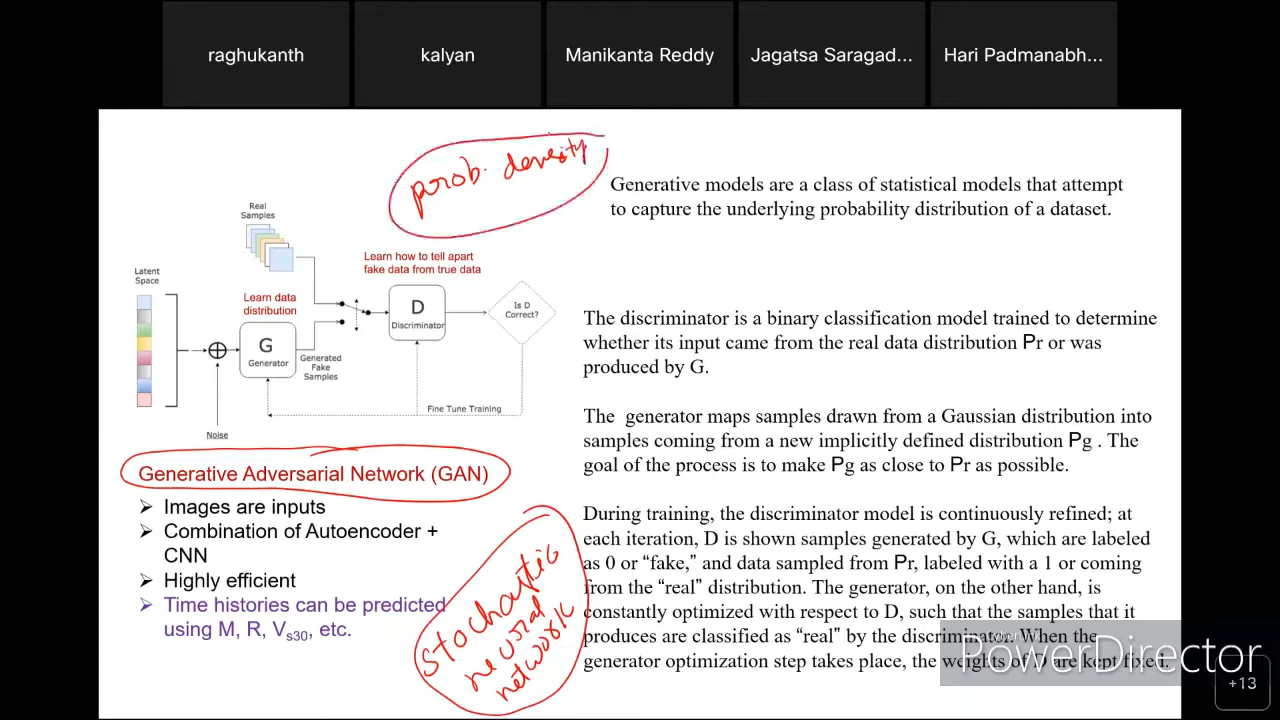 raghukanth
kalyan
Manikanta Reddy
Jagatsa Saragad...
Hari Padmanabh...
prob. density
Generative models are a class of statistical models that attempt
to capture the underlying probability distribution of a dataset.
Real
Samples
Latent
Space
Learn how to tell apart
fake data from true data
Learn data
distribution
D
Discriminator
Is D
Correct?
G
Generator
Generated
Fake
Samples
Fine Tune Training
Noise
The discriminator is a binary classification model trained to determine
whether its input came from the real data distribution Pr or was
produced by G.
The generator maps samples drawn from a Gaussian distribution into
samples coming from a new implicitly defined distribution Pg . The
goal of the process is to make Pg as close to Pr as possible.
Generative Adversarial Network (GAN)
➢ Images are inputs
➢ Combination of Autoencoder +
CNN
➢ Highly efficient
➢ Time histories can be predicted
using M, R, Vs30, etc.
stochastic
neural
network
During training, the discriminator model is continuously refined; at
each iteration, D is shown samples generated by G, which are labeled
as 0 or “fake,” and data sampled from Pr, labeled with a 1 or coming
from the “real” distribution. The generator, on the other hand, is
constantly optimized with respect to D, such that the samples that it
produces are classified as “real” by the discriminator. When the
generator optimization step takes place, the weights of D are kept fixed.
PowerDirector
+13